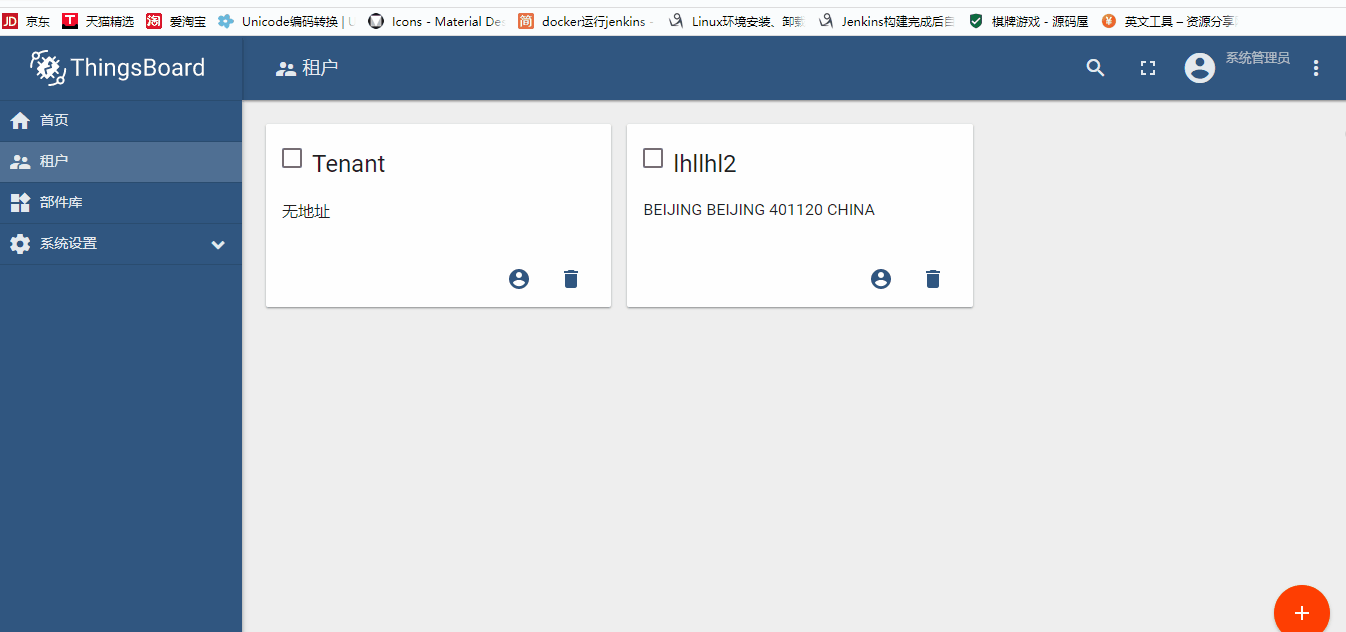 京东 天猫精选 爱淘宝 Unicode编码转换 | Icons - Material De docker运行jenkins - Linux环境安装、卸 Jenkins构建完成后自 棋牌游戏 - 源码屋 英文工具 – 资源分享
ThingsBoard 租户 系统管理员
首页
租户
部件库
系统设置
Tenant lhllhl2
无地址 BEIJING BEIJING 401120 CHINA